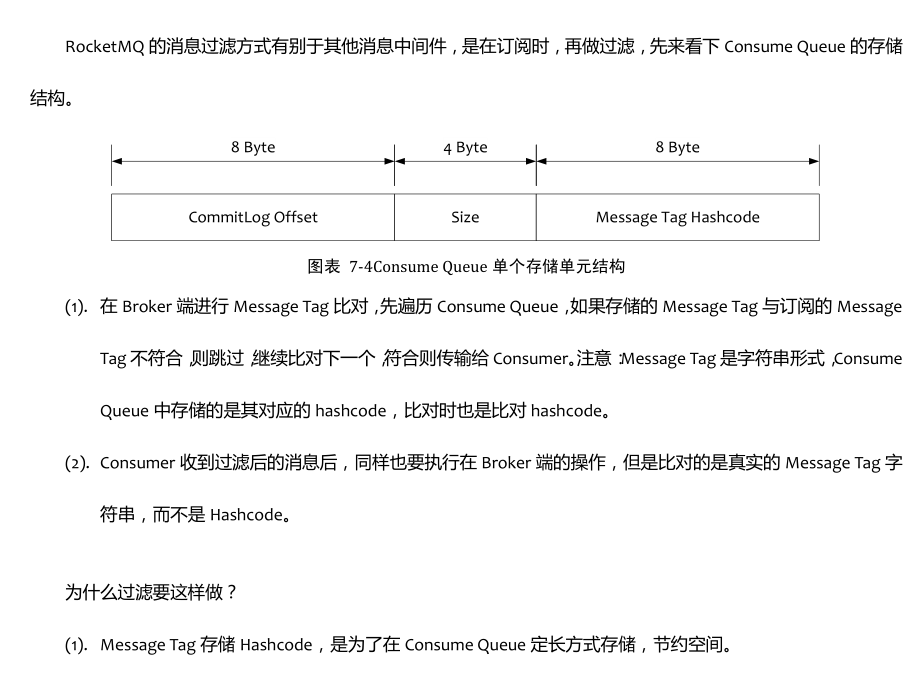 RocketMQ 的消息过滤方式有别于其他消息中间件，是在订阅时，再做过滤，先来看下 Consume Queue 的存储
结构。
8 Byte 4 Byte 8 Byte
CommitLog Offset Size Message Tag Hashcode
图表 7-4Consume Queue 单个存储单元结构
(1). 在 Broker 端进行 Message Tag 比对，先遍历 Consume Queue，如果存储的 Message Tag 与订阅的 Message
Tag 不符合，则跳过，继续比对下一个，符合则传输给 Consumer。注意：Message Tag 是字符串形式，Consume
Queue 中存储的是其对应的 hashcode，比对时也是比对 hashcode。
(2). Consumer 收到过滤后的消息后，同样也要执行在 Broker 端的操作，但是比对的是真实的 Message Tag 字
符串，而不是 Hashcode。
为什么过滤要这样做？
(1). Message Tag 存储 Hashcode，是为了在 Consume Queue 定长方式存储，节约空间。